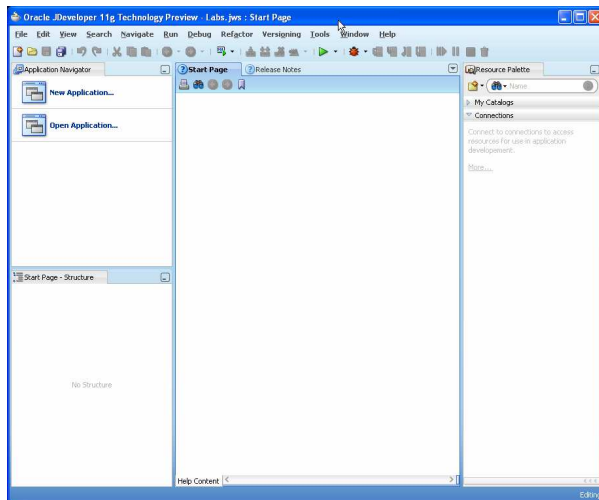 Oracle JDeveloper 11g Technology Preview - Labs.jws : Start Page
File Edit View Search Navigate Run Debug Refactor Versioning Tools Window Help
Application Navigator
Start Page
Release Notes
Resource Palette
New Application...
Name
My Catalogs
Open Application...
Connections
Connect to connections to access
resources for use in application
developement.
More...
Start Page - Structure
No Structure
Help Content
Editing